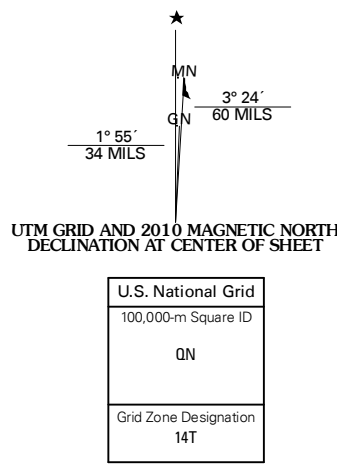 ★
MN
3° 24´
60 MILS
GN
1° 55´
34 MILS
UTM GRID AND 2010 MAGNETIC NORTH
DECLINATION AT CENTER OF SHEET
U.S. National Grid
100,000-m Square ID
QN
Grid Zone Designation
14T